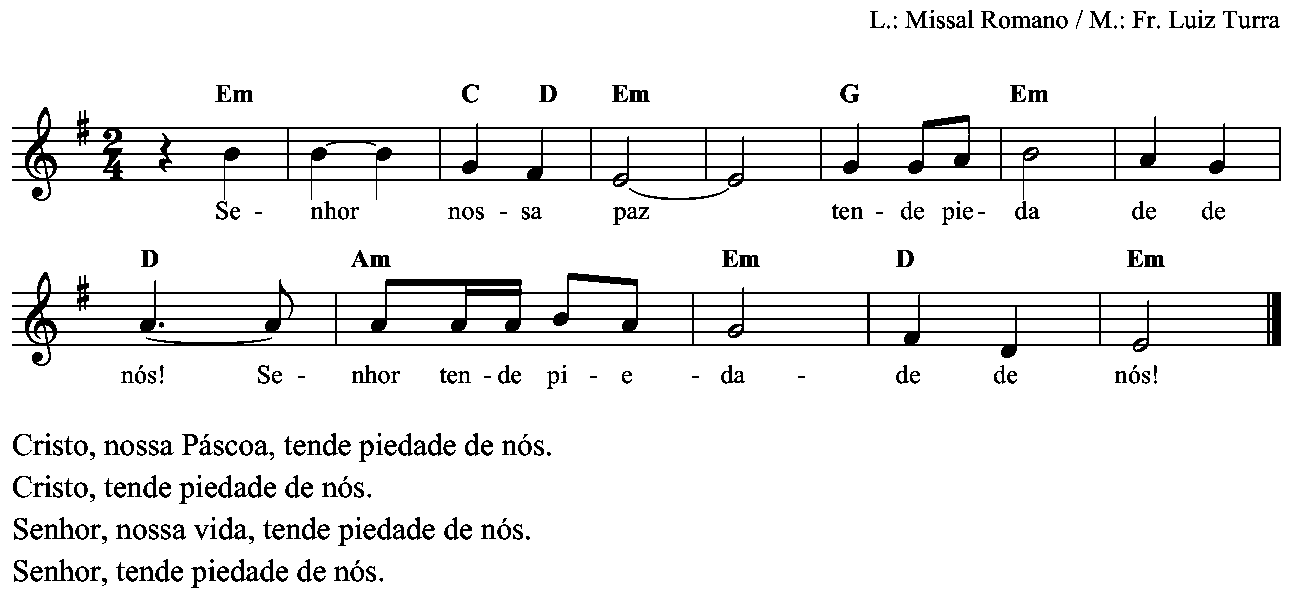 L.: Missal Romano / M.: Fr. Luiz Turra
Em C D Em G Em
2
4
Se - nhor nos - sa paz ten - de pie - da de de
D Am Em D Em
nós! Se - nhor ten - de pi - e - da - de de nós!
Cristo, nossa Páscoa, tende piedade de nós.
Cristo, tende piedade de nós.
Senhor, nossa vida, tende piedade de nós.
Senhor, tende piedade de nós.